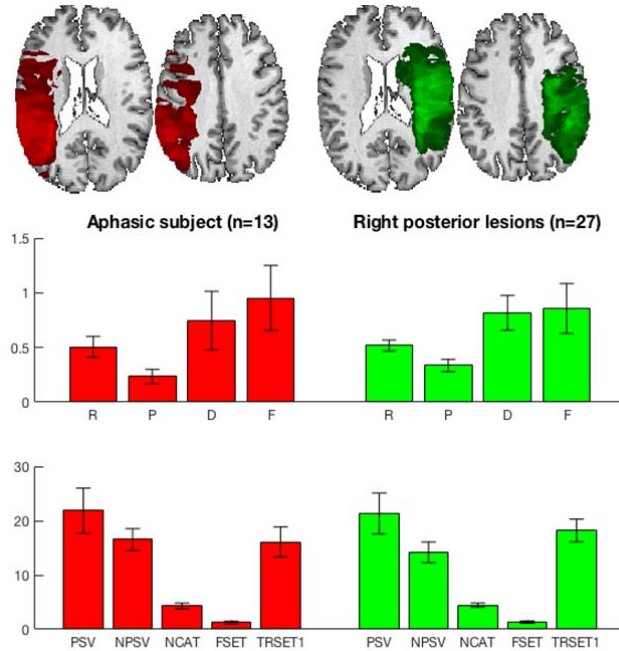 Aphasic subject (n=13) Right posterior lesions (n=27)
1.5
1
0.5
0
R P D F R P D F
30
20
10
0
PSV NPSV NCAT FSET TRSET1 PSV NPSV NCAT FSET TRSET1